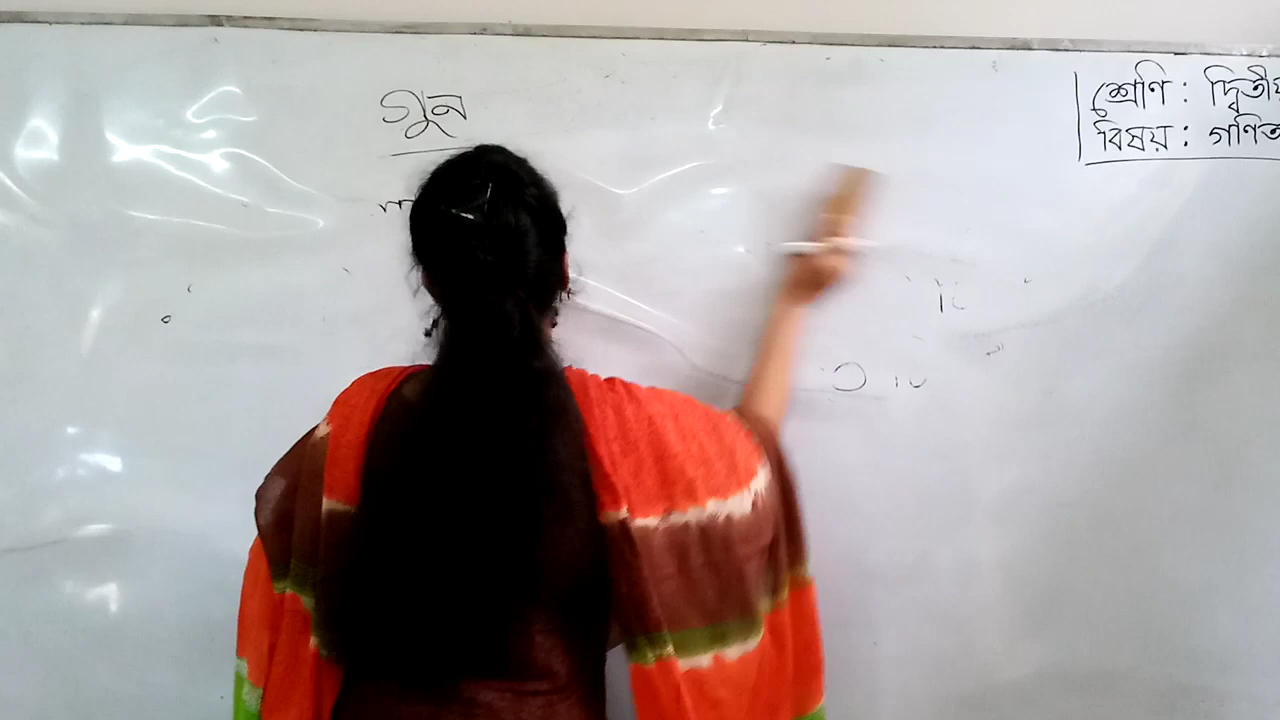 গুন
শ্রেণি : দ্বিতীয়
বিষয় : গণিত